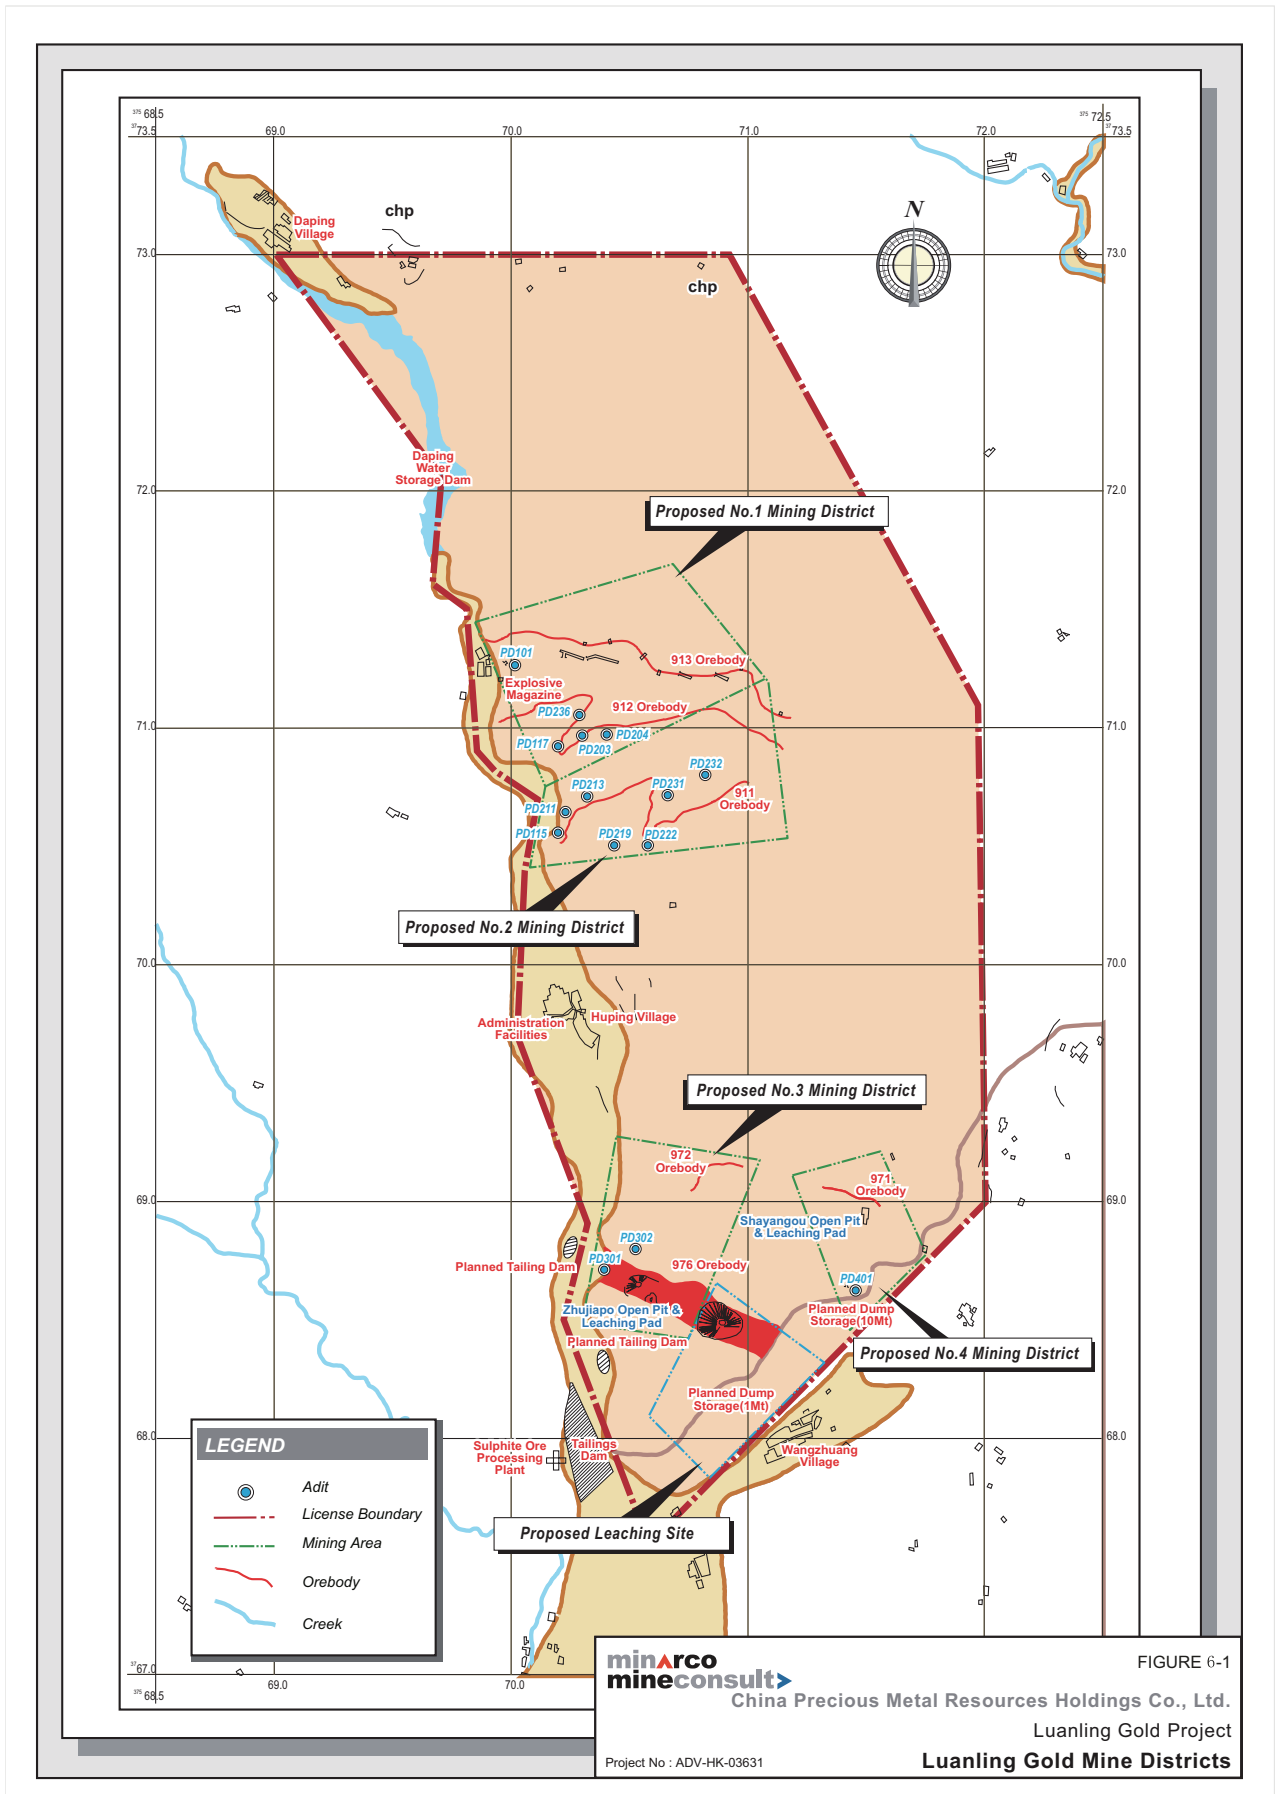 375 68.5
37 73.5
69.0
70.0
71.0
72.0
375 72.5
37 73.5
chp
Daping
Village
N
73.0
73.0
chp
Daping
Water
Storage Dam
72.0
72.0
Proposed No.1 Mining District
PD101
913 Orebody
Explosive
Magazine
PD236
912 Orebody
71.0
71.0
PD117
PD203
PD204
PD232
PD213
PD231
911
Orebody
PD211
PD115
PD219
PD222
Proposed No.2 Mining District
70.0
70.0
Administration
Facilities
Huping Village
Proposed No.3 Mining District
972
Orebody
971
Orebody
69.0
69.0
Shayangou Open Pit
& Leaching Pad
PD302
PD301
Planned Tailing Dam
976 Orebody
PD401
Zhujiapo Open Pit &
Leaching Pad
Planned Dump
Storage(10Mt)
Planned Tailing Dam
Proposed No.4 Mining District
Planned Dump
Storage(1Mt)
68.0
Sulphite Ore
Processing
Plant
Tailings
Dam
Wangzhuang
Village
LEGEND
Adit
License Boundary
Mining Area
Orebody
Creek
Proposed Leaching Site
37 67.0
375 68.5
69.0
70.0
minarco
mineconsult
FIGURE 6-1
China Precious Metal Resources Holdings Co., Ltd.
Luanling Gold Project
Project No : ADV-HK-03631
Luanling Gold Mine Districts